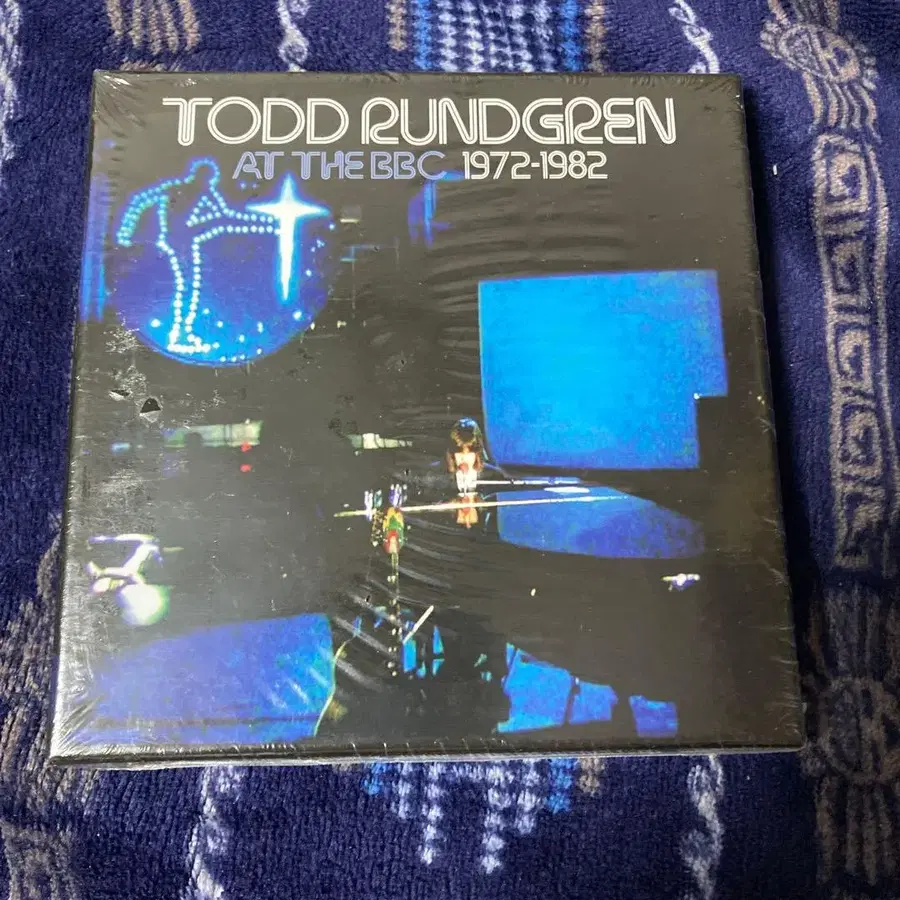 TODD RUNDGREN
AT THE BBC 1972-1982